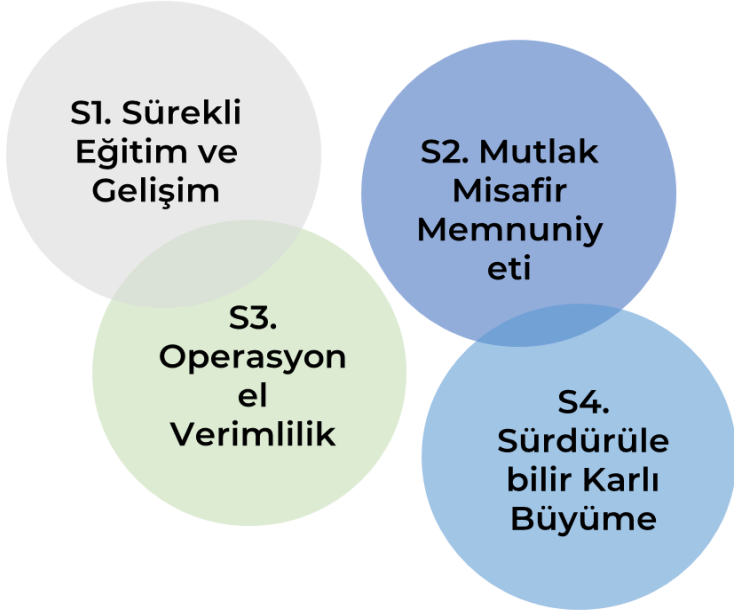 S1. Sürekli
Eğitim ve
Gelişim
S2. Mutlak
Misafir
Memnuniy
eti
S3.
Operasyon
el
Verimlilik
S4.
Sürdürüle
bilir Karlı
Büyüme